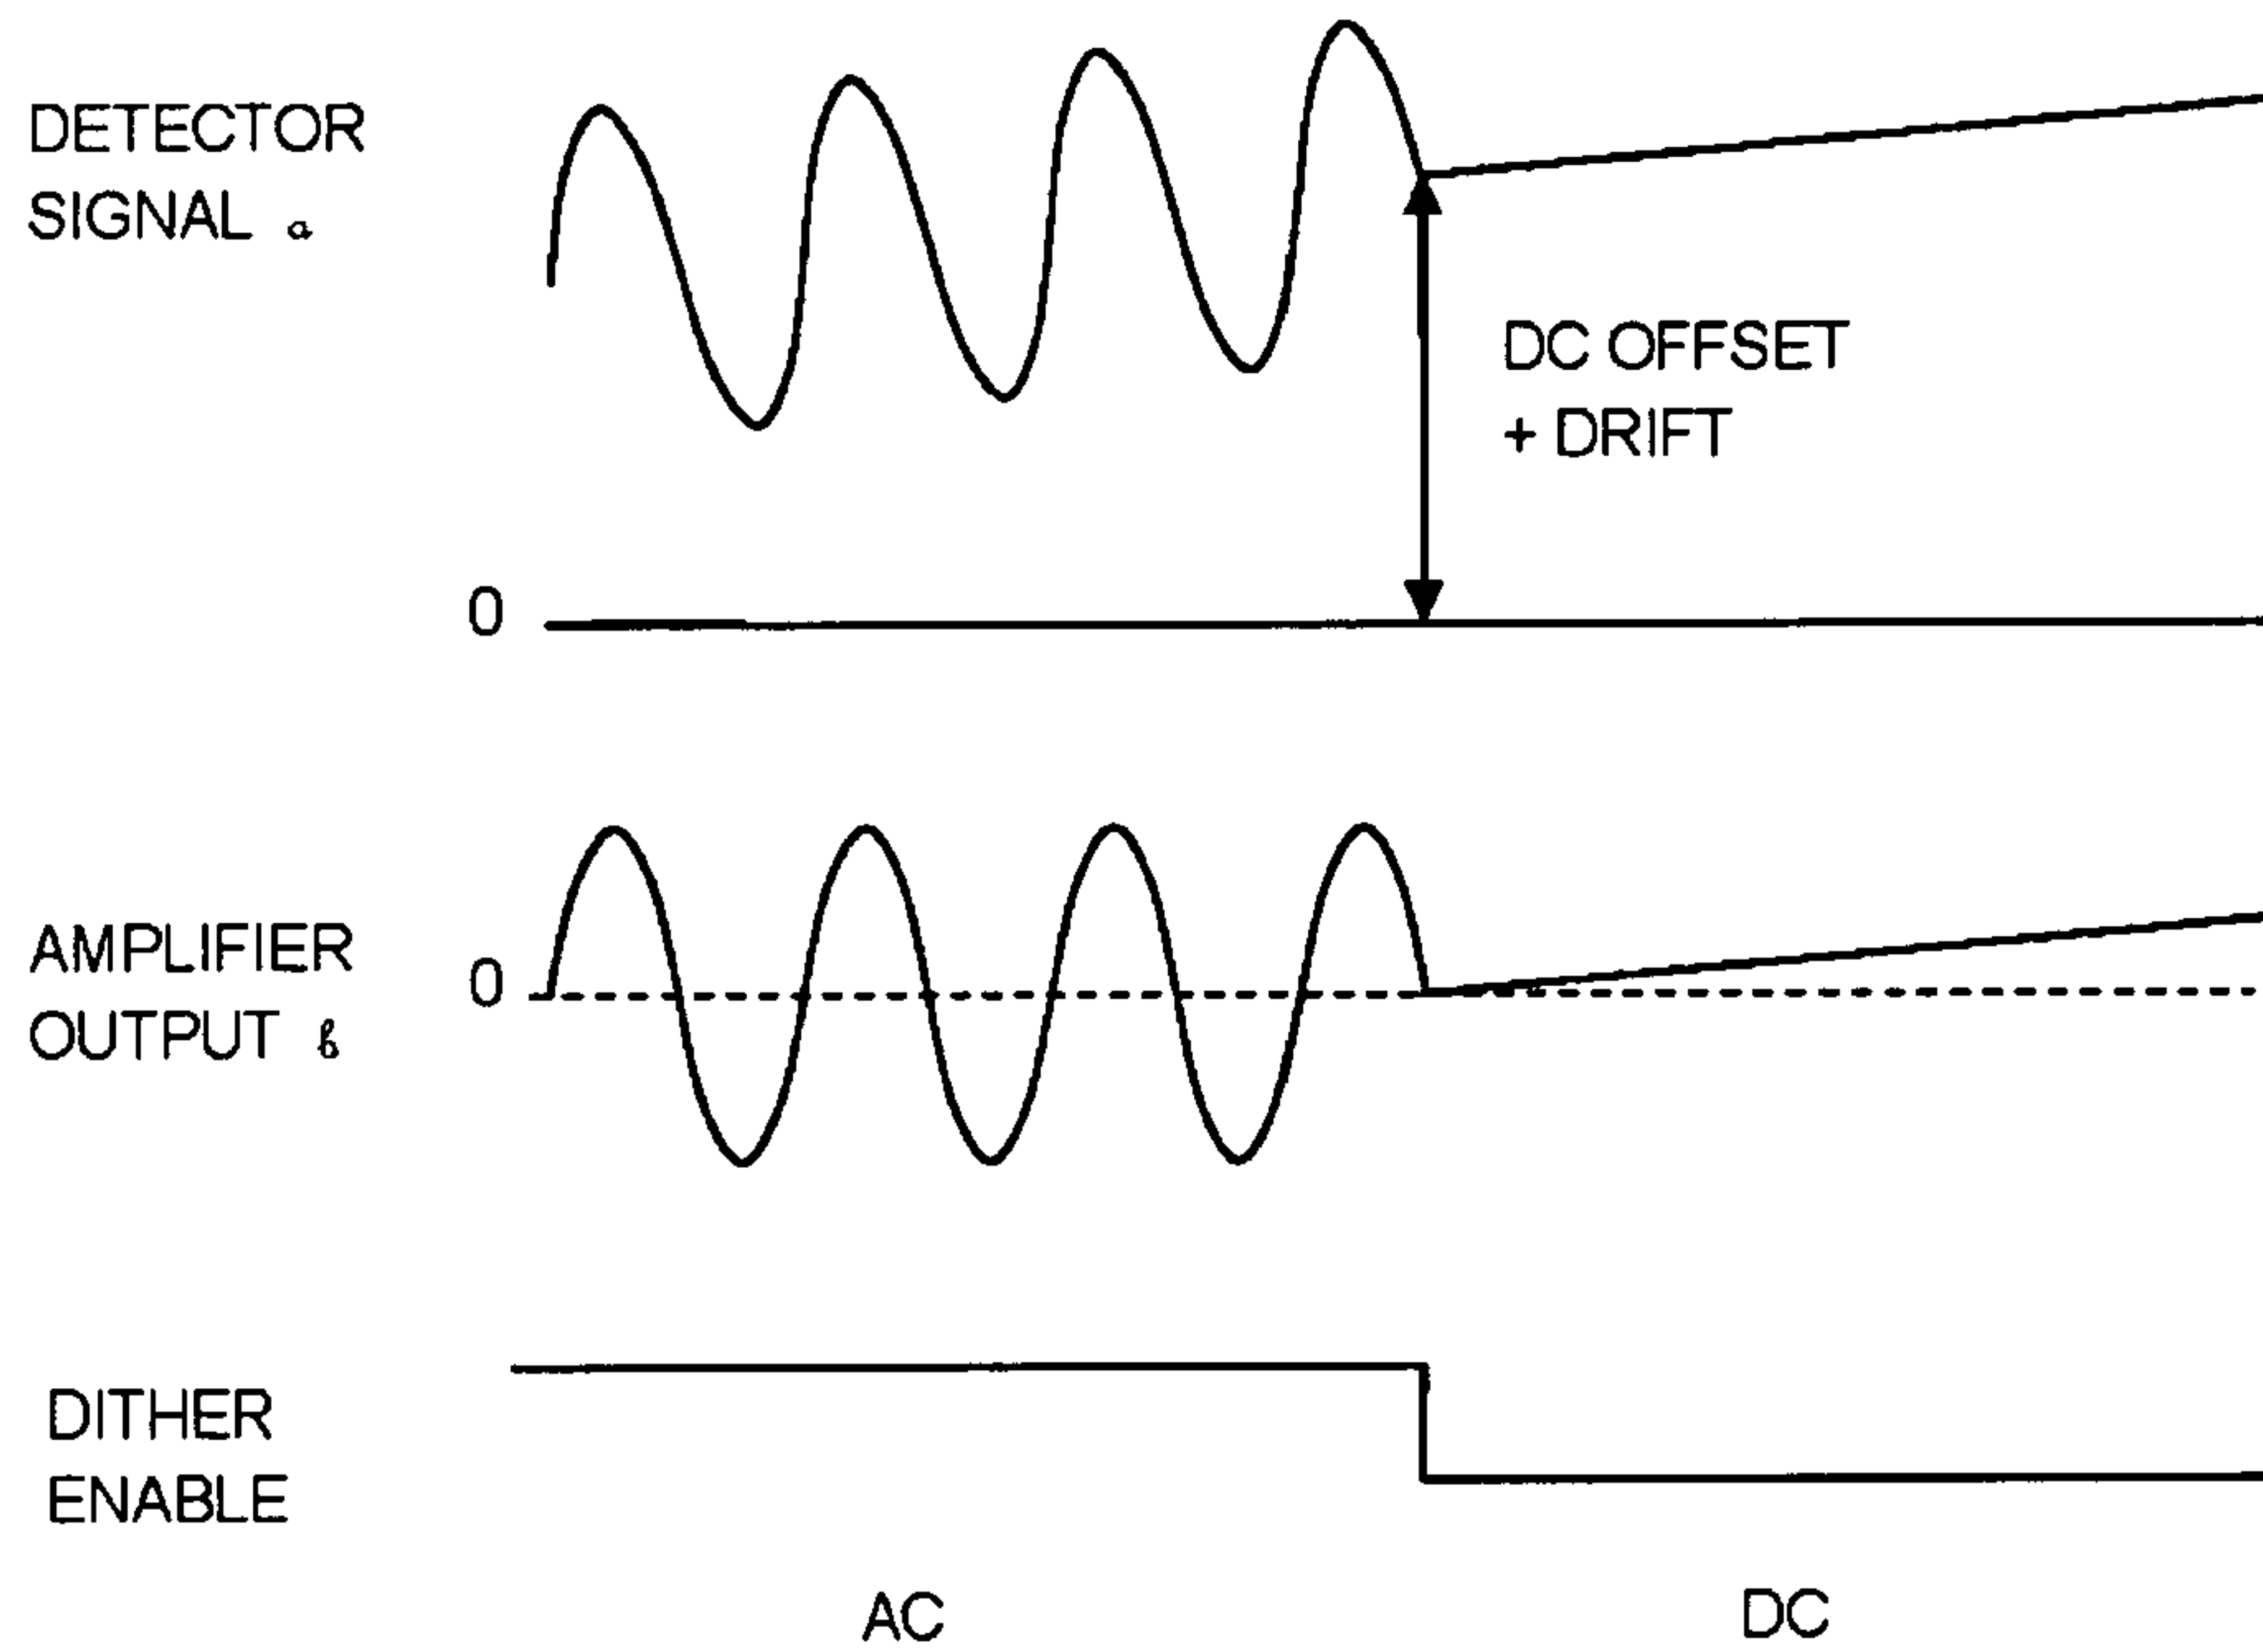 DETECTOR
SIGNAL a
DC OFFSET
+ DRIFT
0
AMPLIFIER
0
OUTPUT b
DITHER
ENABLE
AC
DC